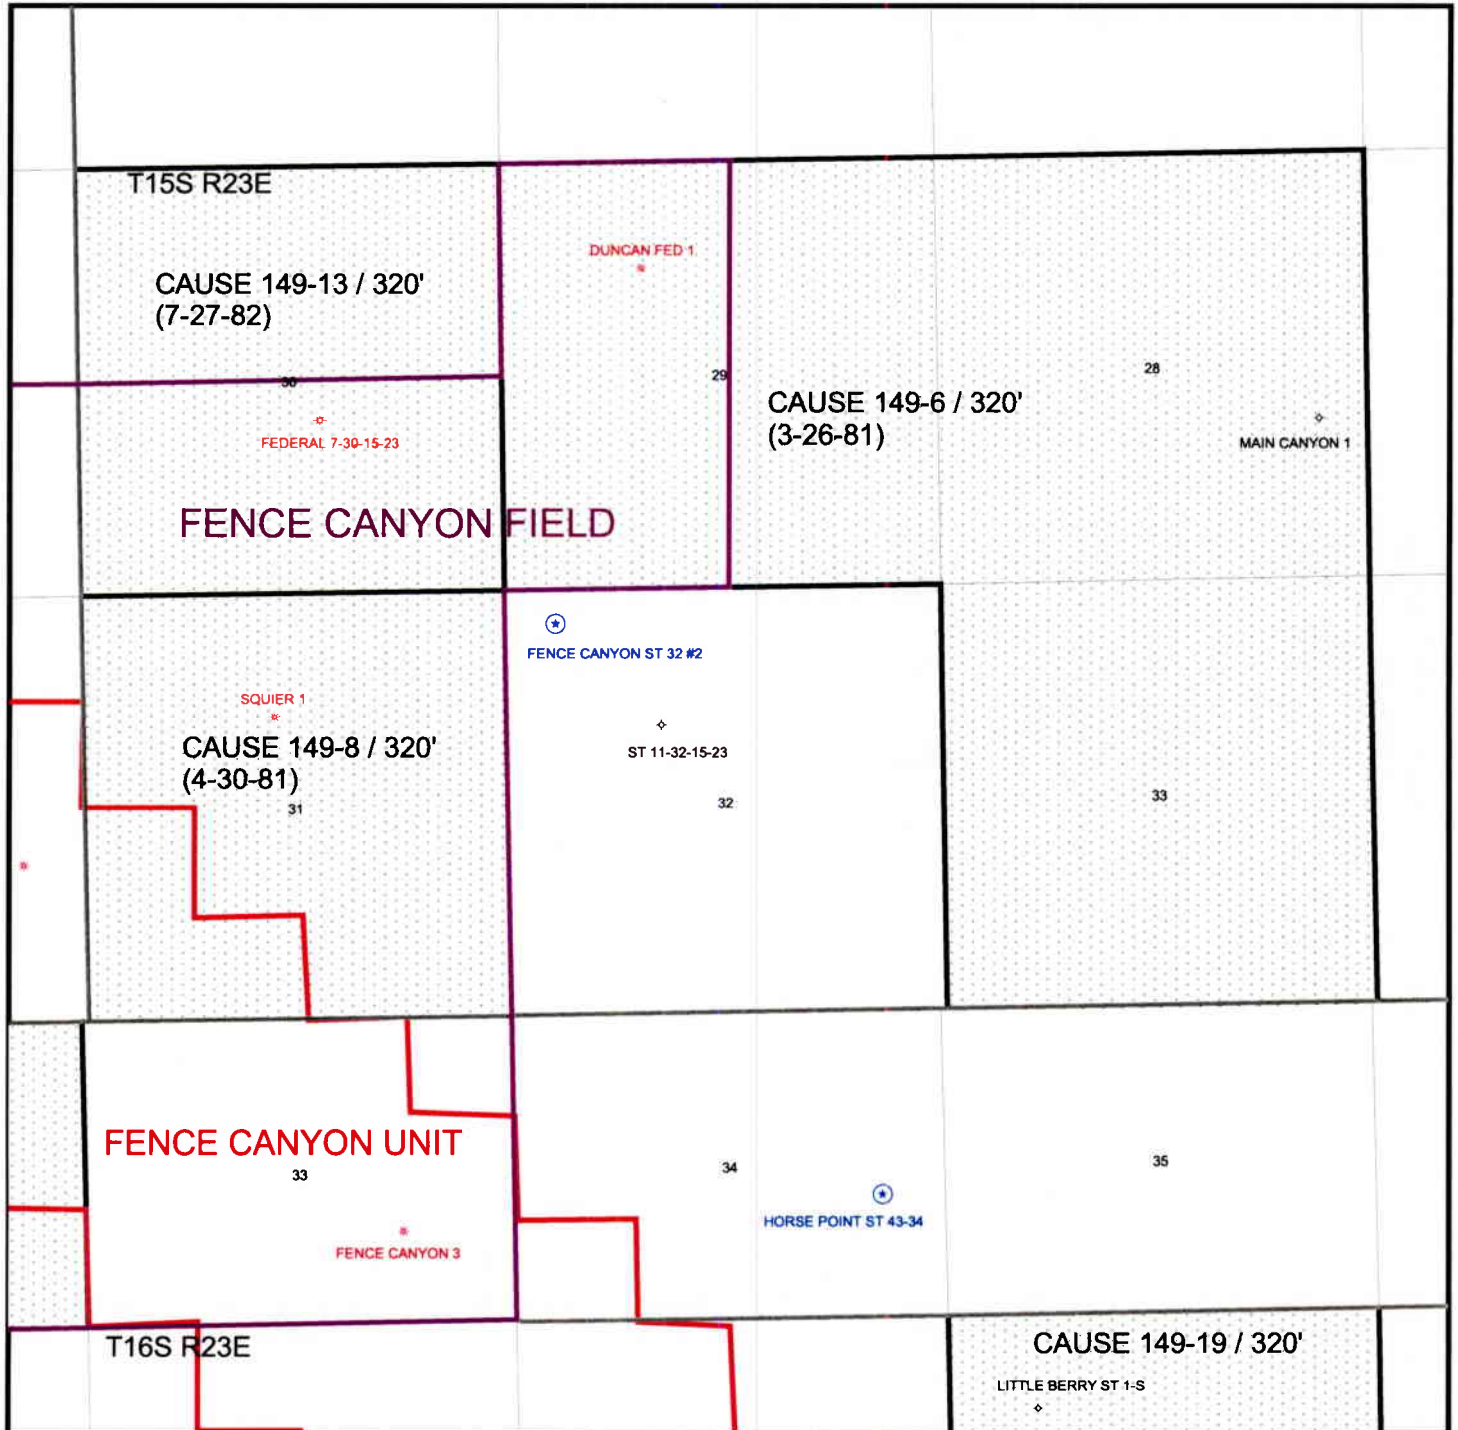 T15S R23E
DUNCAN FED 1
CAUSE 149-13 / 320'
(7-27-82)
30
29
28
CAUSE 149-6 / 320'
(3-26-81)
FEDERAL 7-30-15-23
MAIN CANYON 1
FENCE CANYON FIELD
FENCE CANYON ST 32 #2
SQUIER 1
CAUSE 149-8 / 320'
(4-30-81)
ST 11-32-15-23
31
32
33
FENCE CANYON UNIT
33
34
35
HORSE POINT ST 43-34
FENCE CANYON 3
T16S R23E
CAUSE 149-19 / 320'
LITTLE BERRY ST 1-S